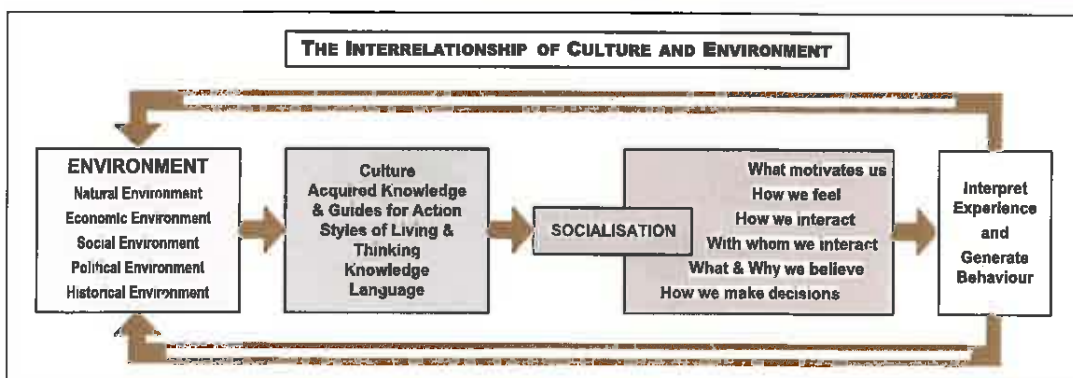 THE INTERRELATIONSHIP OF CULTURE AND ENVIRONMENT
ENVIRONMENT
Natural Environment
Economic Environment
Social Environment
Political Environment
Historical Environment
Culture
Acquired Knowledge
& Guides for Action
Styles of Living &
Thinking
Knowledge
Language
SOCIALISATION
What motivates us
How we feel
How we interact
With whom we interact
What & Why we believe
How we make decisions
Interpret
Experience
and
Generate
Behaviour